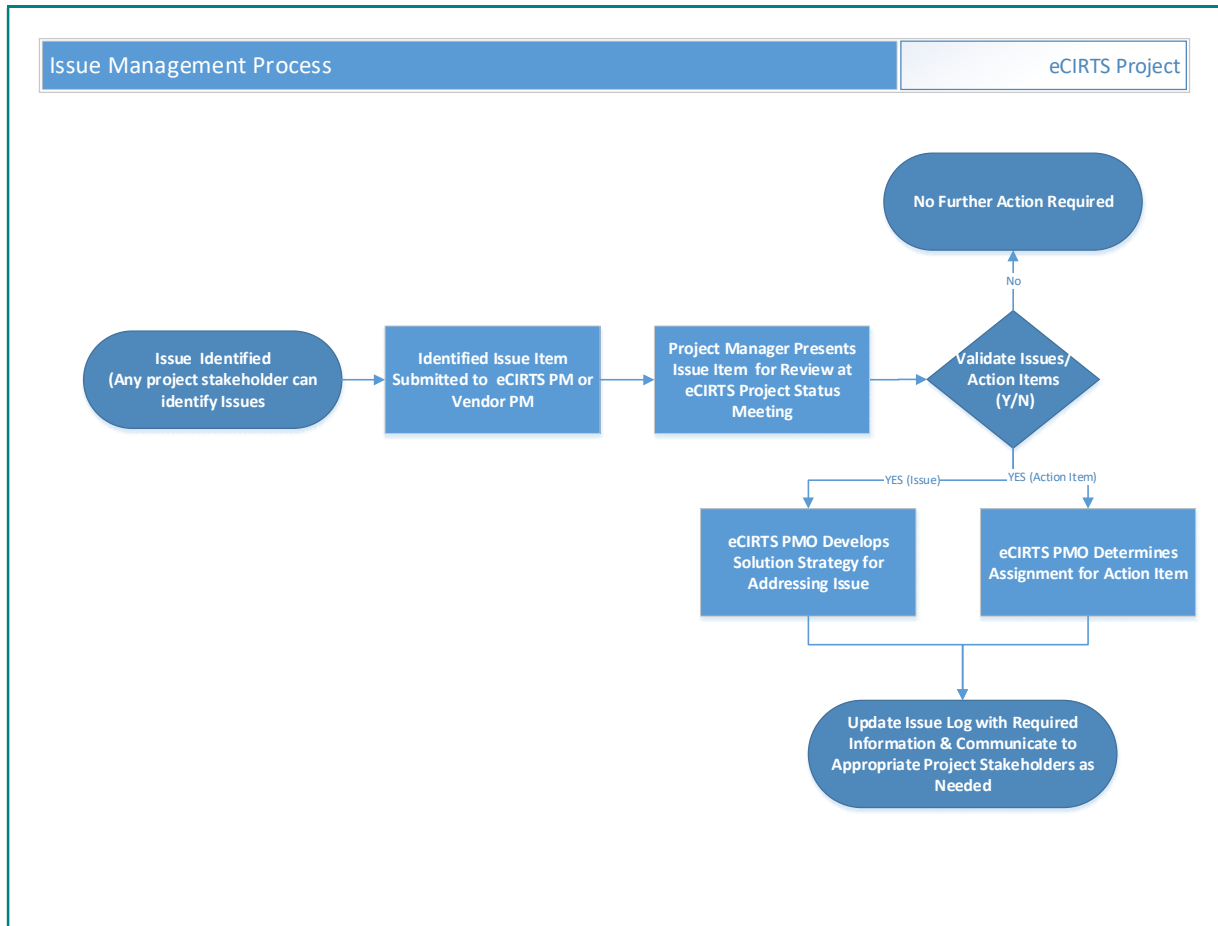 Issue Management Process
eCIRTS Project
No Further Action Required
No
Issue Identified
(Any project stakeholder can
identify Issues
Identified Issue Item
Submitted to eCIRTS PM or
Vendor PM
Project Manager Presents
Issue Item for Review at
eCIRTS Project Status
Meeting
Validate Issues/
Action Items
(Y/N)
YES (Issue)
YES (Action Item)
eCIRTS PMO Develops
Solution Strategy for
Addressing Issue
eCIRTS PMO Determines
Assignment for Action Item
Update Issue Log with Required
Information & Communicate to
Appropriate Project Stakeholders as
Needed